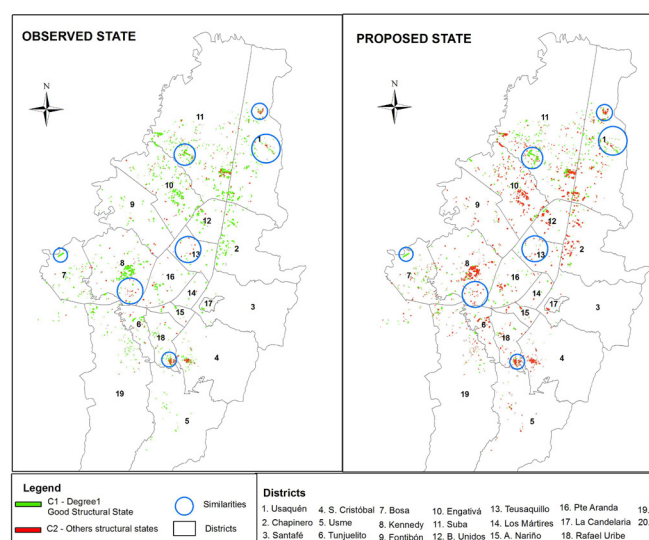 OBSERVED STATE
PROPOSED STATE
N
N
11
1
10
9
12
2
13
8
7
16
14
17
3
15
6
18
4
19
5
11
1
10
9
12
2
13
8
7
16
14
17
3
15
6
18
4
19
5
Legend
C1 - Degree1
Good Structural State
Similarities
C2 - Others structural states
Districts
Districts
1. Usaquén 4. S. Cristóbal 7. Bosa 10. Engativá 13. Teusaquillo 16. Pte Aranda 19.
2. Chapinero 5. Usme 8. Kennedy 11. Suba 14. Los Mártires 17. La Candelaria 20.
3. Santafé 6. Tunjuelito 9. Fontibón 12. B. Unidos 15. A. Nariño 18. Rafael Uribe